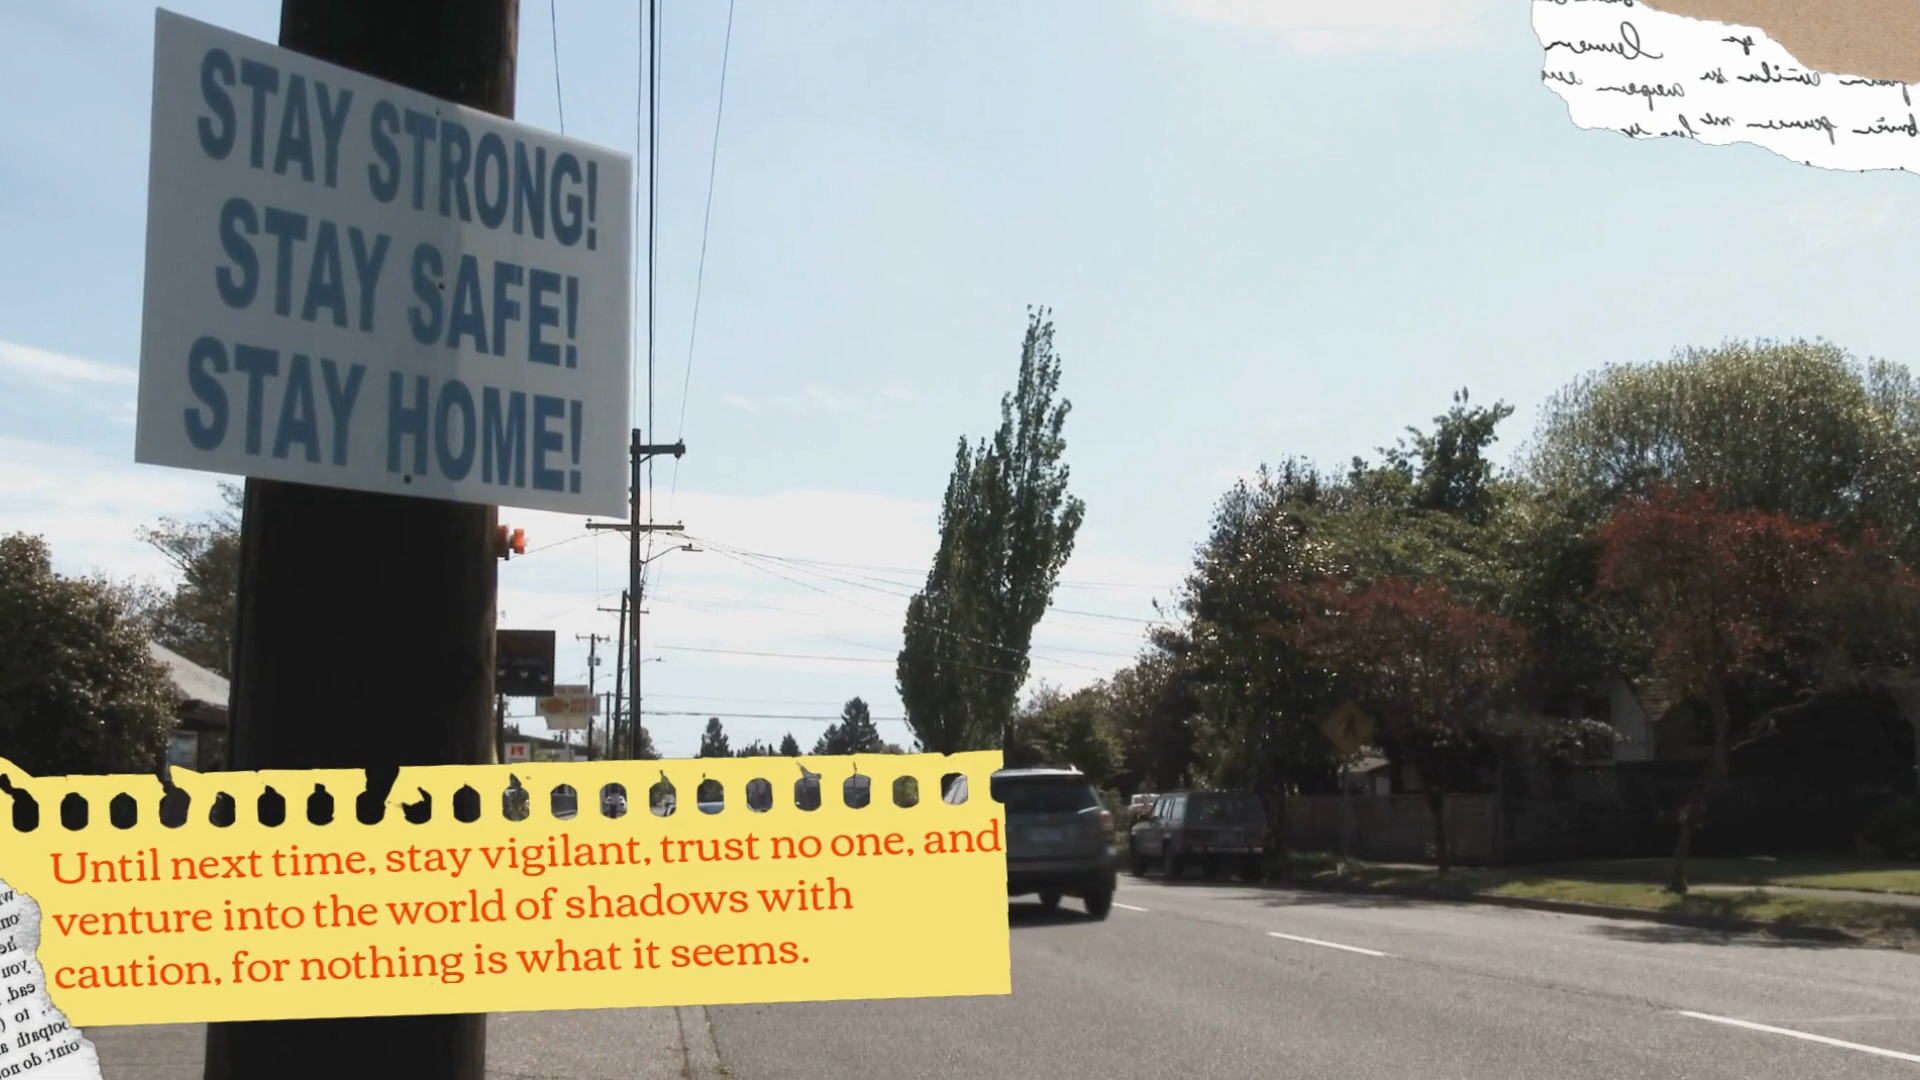 STAY STRONG!
STAY SAFE!
STAY HOME!
Until next time, stay vigilant, trust no one, and
venture into the world of shadows with
caution, for nothing is what it seems.